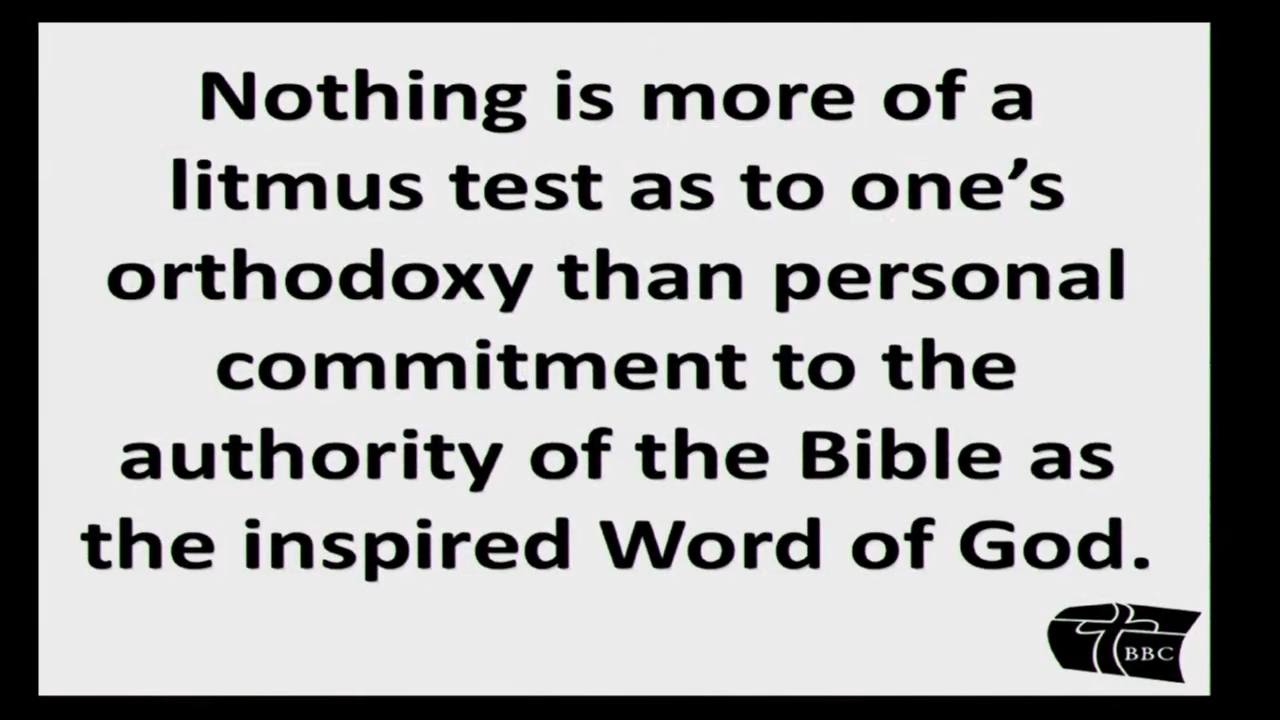 Nothing is more of a
litmus test as to one’s
orthodoxy than personal
commitment to the
authority of the Bible as
the inspired Word of God.
BBC